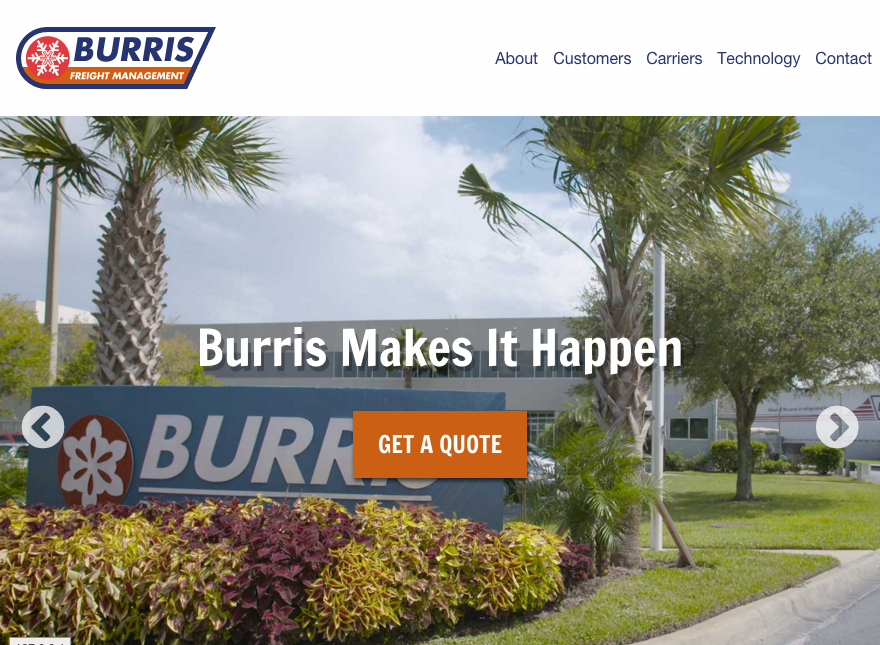 BURRIS
FREIGHT MANAGEMENT
About Customers Carriers Technology Contact
Burris Makes It Happen
BURRIS
GET A QUOTE